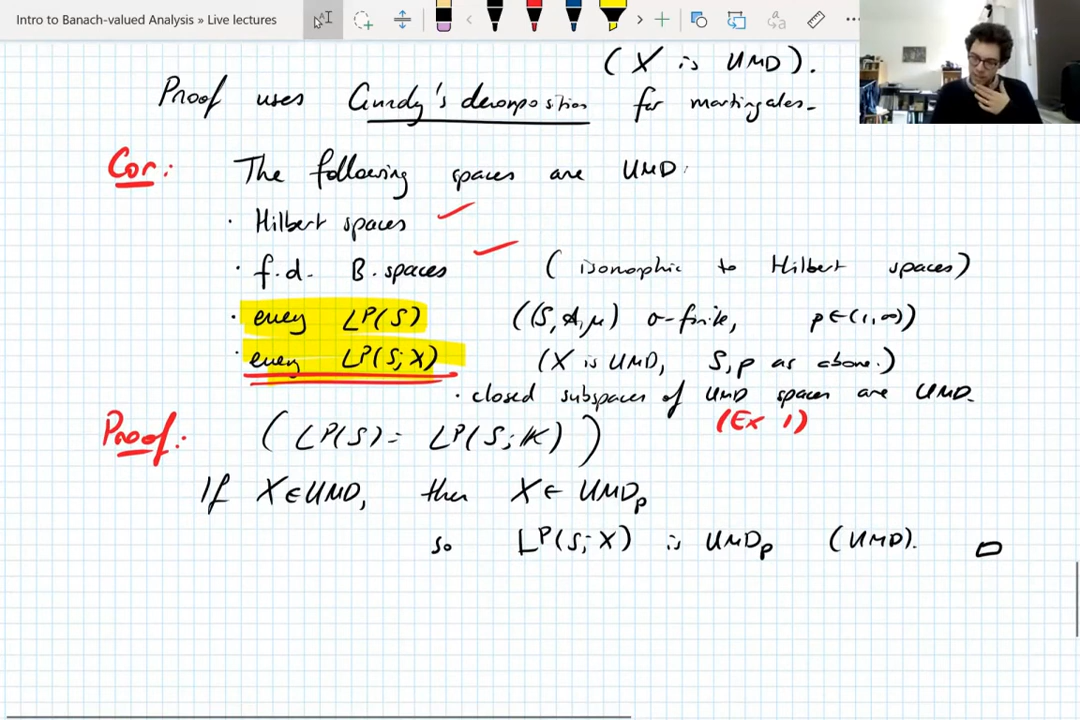 Intro to Banach-valued Analysis » Live lectures
(X is UMD).
Proof uses Gundy's decomposition for martingales.
Cor: The following spaces are UMD:
· Hilbert spaces ✓
· f.d. B. spaces ✓ (isomorphic to Hilbert spaces)
· every L^p(S) ((S, A, μ) σ-finite, p∈(1,∞))
· every L^p(S; X) (X is UMD, S, p as above.)
· closed subspaces of UMD spaces are UMD.
(Ex 1)
Proof: (L^p(S) = L^p(S; K))
If X∈UMD, then X∈ UMD_p
so L^p(S; X) is UMD_p (UMD). □